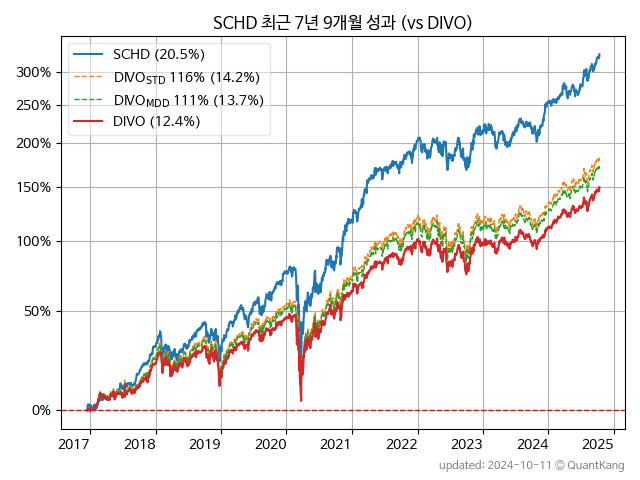 SCHD 최근 7년 9개월 성과 (vs DIVO)
SCHD (20.5%)
DIVO_STD 116% (14.2%)
DIVO_MDD 111% (13.7%)
DIVO (12.4%)
300%
250%
200%
150%
100%
50%
0%
2017 2018 2019 2020 2021 2022 2023 2024 2025
updated: 2024-10-11 © QuantKang